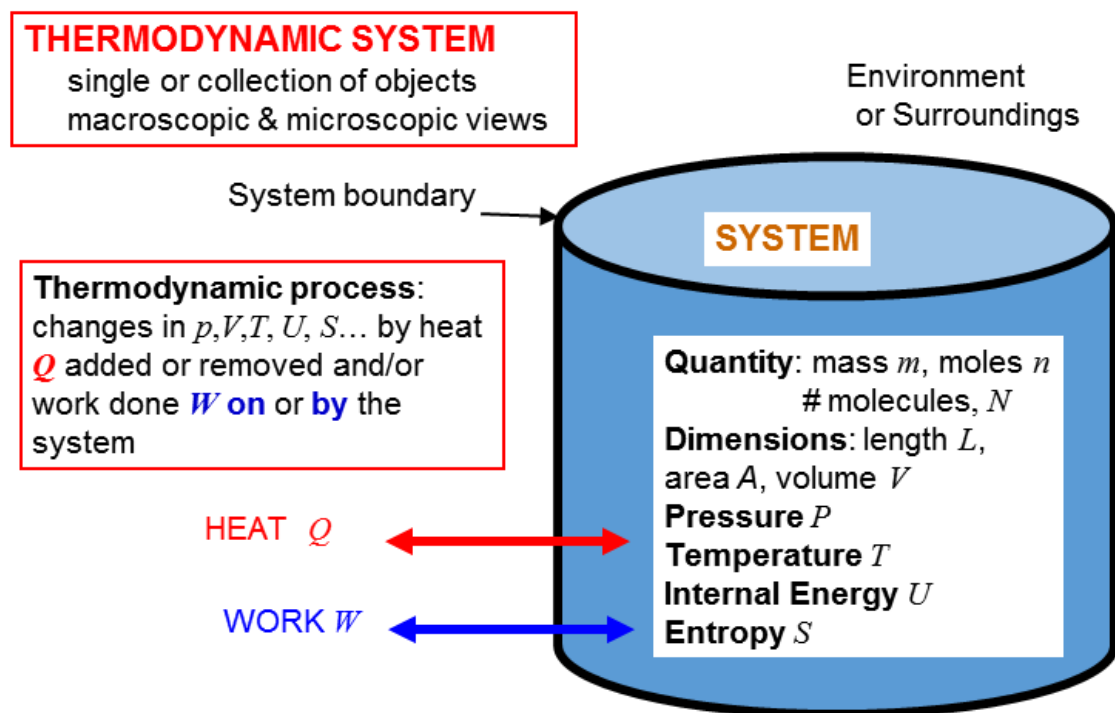 THERMODYNAMIC SYSTEM
single or collection of objects
macroscopic & microscopic views
Environment
or Surroundings
System boundary
SYSTEM
Thermodynamic process:
changes in p,V,T, U, S... by heat
Q added or removed and/or
work done W on or by the
system
Quantity: mass m, moles n
# molecules, N
Dimensions: length L,
area A, volume V
Pressure P
Temperature T
Internal Energy U
Entropy S
HEAT Q
WORK W